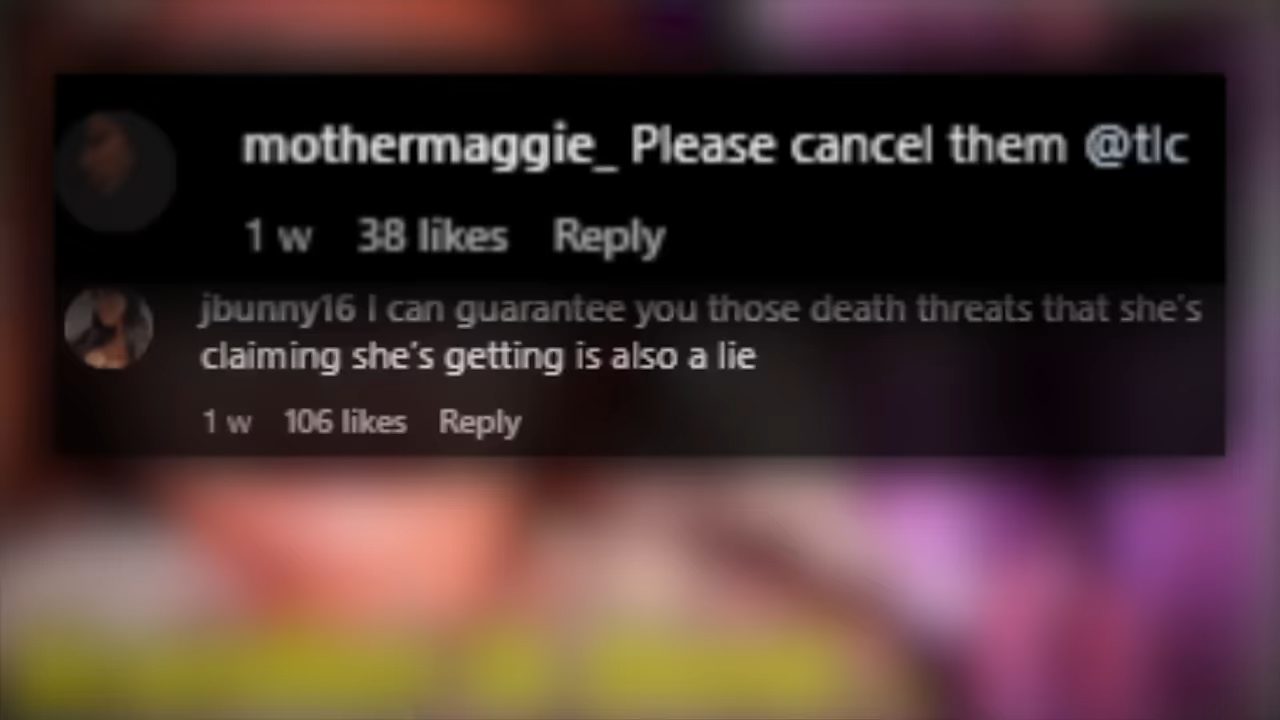 mothermaggie_ Please cancel them @tlc
1 w 38 likes Reply
jbunny16 I can guarantee you those death threats that she's
claiming she's getting is also a lie
1 w 106 likes Reply